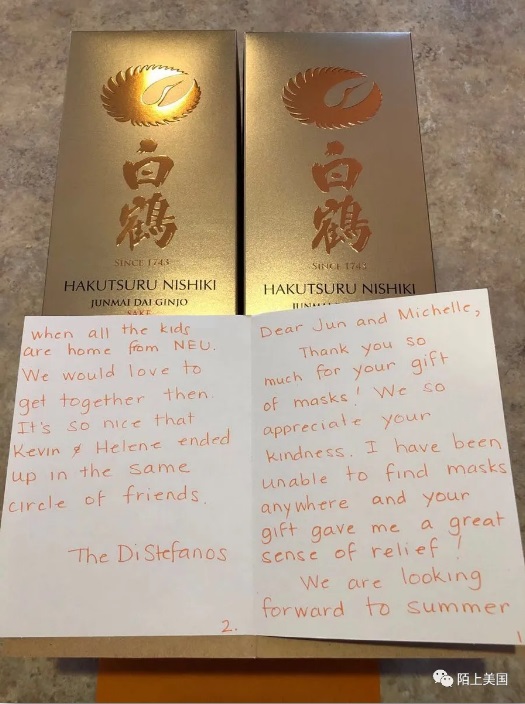 白鶴
SINCE 1743
HAKUTSURU NISHIKI
JUNMAI DAI GINJO
SAKE
白鶴
SINCE 1743
HAKUTSURU NISHIKI
JUNMAI DAI GINJO
Dear Jun and Michelle,
Thank you so
much for your gift
of masks! We so
appreciate your
kindness. I have been
unable to find masks
anywhere and your
gift gave me a great
sense of relief!
We are looking
forward to summer
1.
when all the kids
are home from NEU.
We would love to
get together then.
It's so nice that
Kevin & Helene ended
up in the same
circle of friends.
The DiStefanos
2.
陌上美国